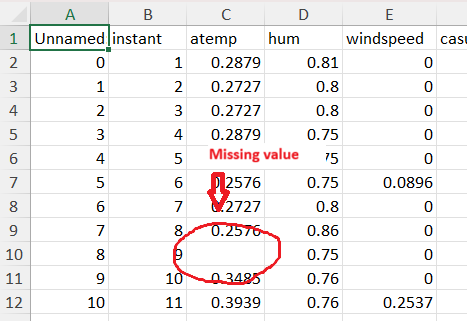 A B C D E
1 Unnamed instant atemp hum windspeed casu
2 0 1 0.2879 0.81 0
3 1 2 0.2727 0.8 0
4 2 3 0.2727 0.8 0
5 3 4 0.2879 0.75 0
6 4 5 Missing value 75 0
7 5 6 0.2576 0.75 0.0896
8 6 7 0.2727 0.8 0
9 7 8 0.2576 0.86 0
10 8 9 0.75 0
11 9 10 0.3485 0.76 0
12 10 11 0.3939 0.76 0.2537